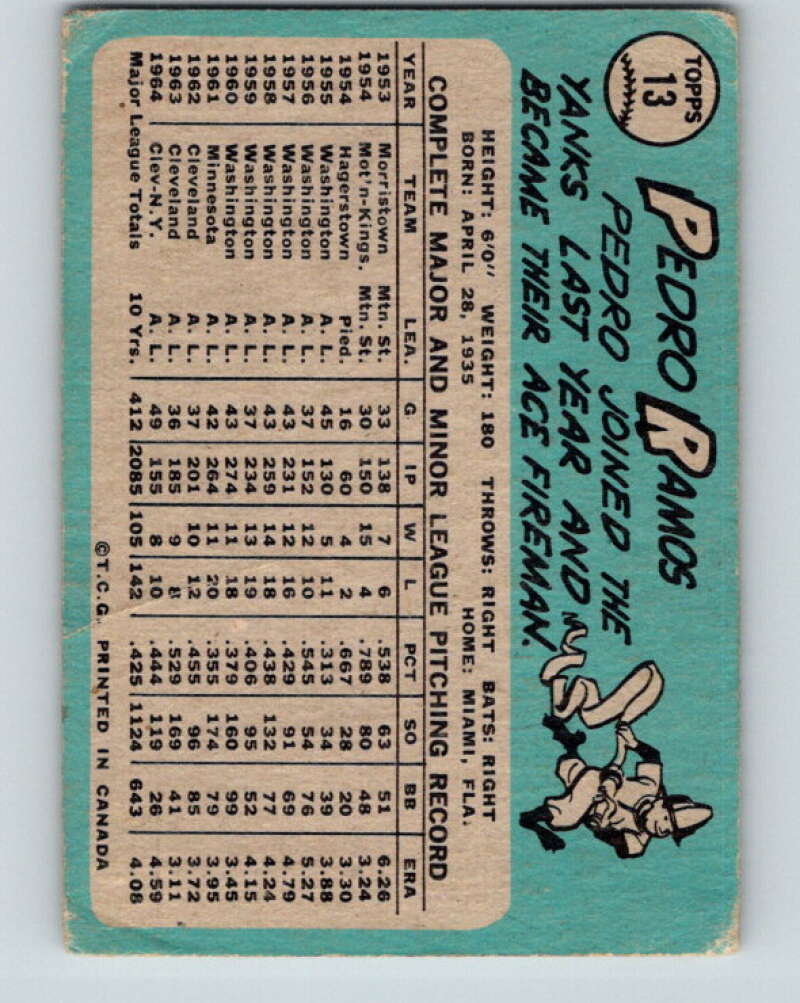 TOPPS
13
PEDRO RAMOS
PEDRO JOINED THE
YANKS LAST YEAR AND
BECAME THEIR ACE FIREMAN.
HEIGHT: 6'0" WEIGHT: 180 THROWS: RIGHT BATS: RIGHT
BORN: APRIL 28, 1935 HOME: MIAMI, FLA.
COMPLETE MAJOR AND MINOR LEAGUE PITCHING RECORD
YEAR TEAM LEA. G IP W L PCT SO BB ERA
1953 Morristown Mtn. St. 33 138 7 6 .538 63 51 6.26
1954 Mot'n-Kings. Mtn. St. 30 150 15 4 .789 80 48 3.24
1954 Hagerstown Pied. 16 60 4 2 .667 28 20 3.30
1955 Washington A. L. 45 130 5 11 .313 34 39 3.88
1956 Washington A. L. 37 152 12 10 .545 54 76 5.27
1957 Washington A. L. 43 231 12 16 .429 91 69 4.79
1958 Washington A. L. 43 259 14 18 .438 132 77 4.24
1959 Washington A. L. 37 234 13 19 .406 95 52 4.15
1960 Washington A. L. 43 274 11 18 .379 160 99 3.45
1961 Minnesota A. L. 42 264 11 20 .355 174 79 3.95
1962 Cleveland A. L. 37 201 10 12 .455 96 85 3.72
1963 Cleveland A. L. 36 185 9 8 .529 169 41 3.11
1964 Clev-N.Y. A. L. 49 155 8 10 .444 119 26 4.59
Major League Totals 10 Yrs. 412 2085 105 142 .425 1124 643 4.08
©T.C.G. PRINTED IN CANADA